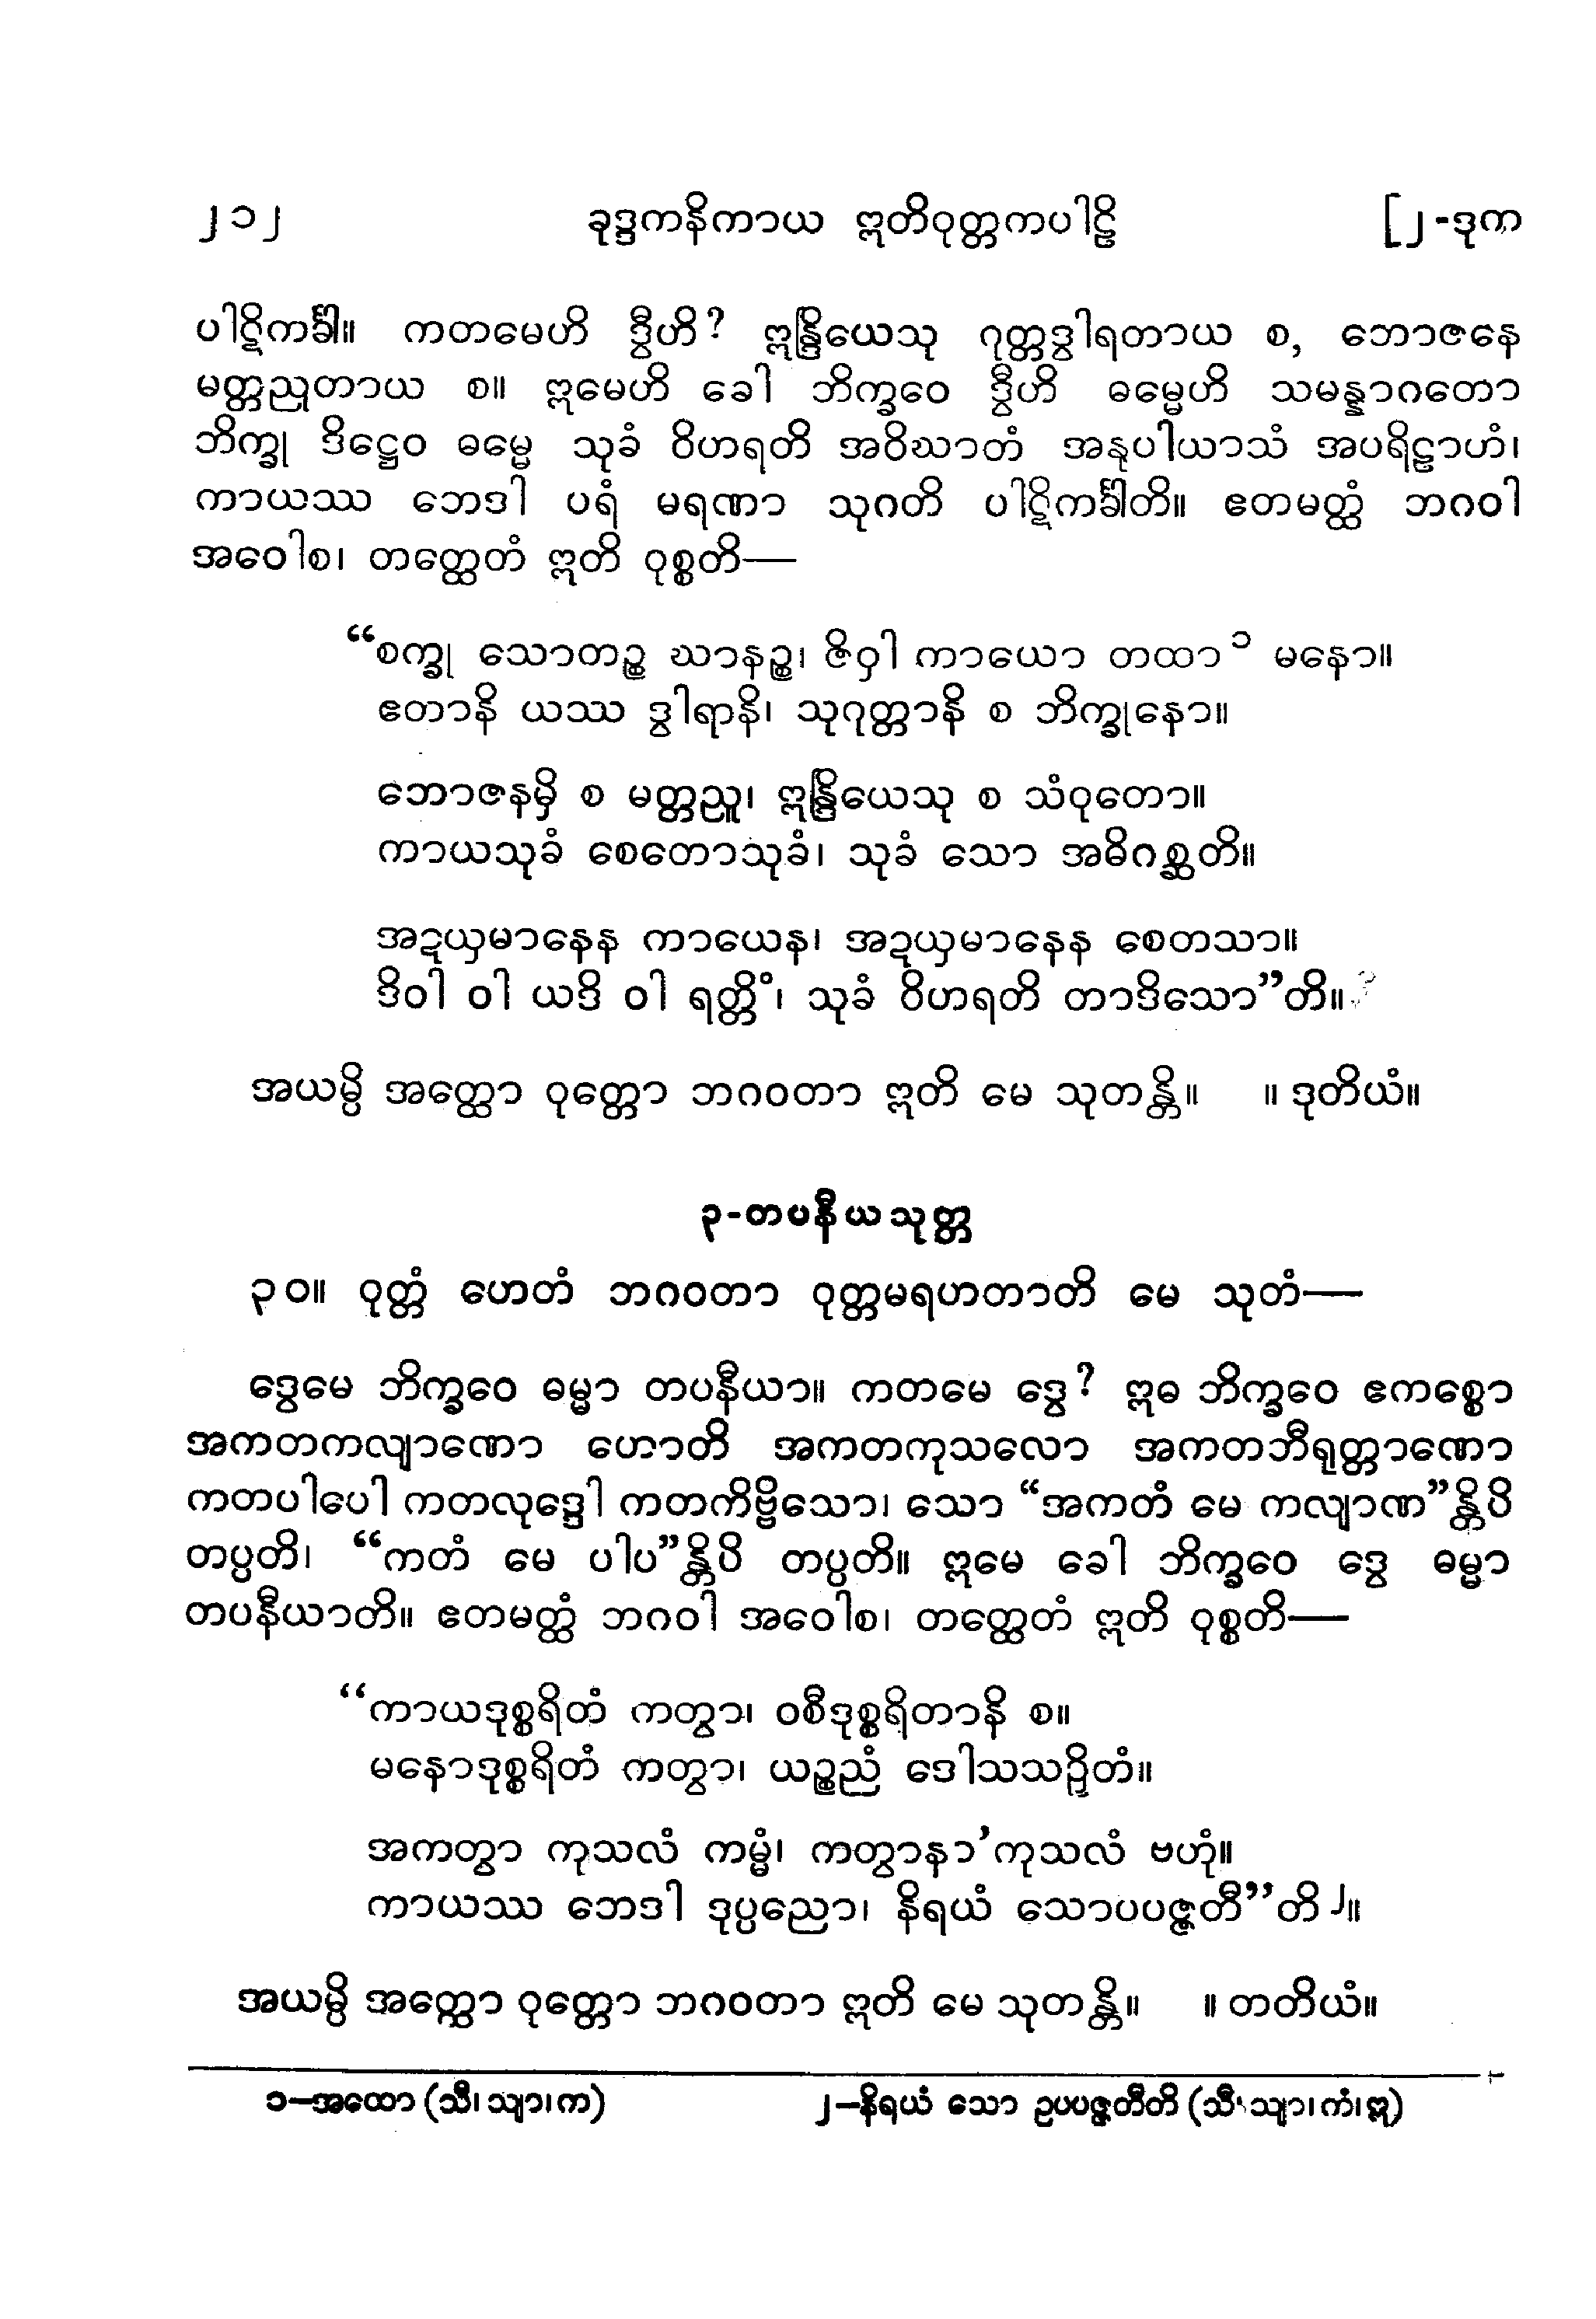 ၂၁၂ ခုဒ္ဒကနိကာယ ဣတိဝုတ္တကပါဠိ [၂-ဒုက
ပါဋိကင်္ခါ။ ကတမေဟိ ဒွီဟိ? ဣန္ဒြိယေသု ဂုတ္တဒွါရတာယ စ, ဘောဇနေ
မတ္တညုတာယ စ။ ဣမေဟိ ခေါ ဘိက္ခဝေ ဒွီဟိ ဓမ္မေဟိ သမန္နာဂတော
ဘိက္ခု ဒိဋ္ဌေဝ ဓမ္မေ သုခံ ဝိဟရတိ အဝိဃာတံ အနုပါယာသံ အပရိဠာဟံ၊
ကာယဿ ဘေဒါ ပရံ မရဏာ သုဂတိ ပါဋိကင်္ခါတိ။ ဧတမတ္ထံ ဘဂဝါ
အဝေါစ၊ တတ္ထေတံ ဣတိ ဝုစ္စတိ—
“စက္ခု သောတဉ္စ ဃာနဉ္စ၊ ဇိဝှါ ကာယော တထာ ၁ မနော။
ဧတာနိ ယဿ ဒွါရာနိ၊ သုဂုတ္တာနိ စ ဘိက္ခုနော။
ဘောဇနမှိ စ မတ္တညူ၊ ဣန္ဒြိယေသု စ သံဝုတော။
ကာယသုခံ စေတောသုခံ၊ သုခံ သော အဓိဂစ္ဆတိ။
အဍယှမာနေန ကာယေန၊ အဍယှမာနေန စေတသာ။
ဒိဝါ ဝါ ယဒိ ဝါ ရတ္တိံ၊ သုခံ ဝိဟရတိ တာဒိသော”တိ။
အယမ္ပိ အတ္ထော ဝုတ္တော ဘဂဝတာ ဣတိ မေ သုတန္တိ။ ။ ဒုတိယံ။
၃-တပနီယသုတ္တ
၃၀။ ဝုတ္တံ ဟေတံ ဘဂဝတာ ဝုတ္တမရဟတာတိ မေ သုတံ—
ဒွေမေ ဘိက္ခဝေ ဓမ္မာ တပနီယာ။ ကတမေ ဒွေ? ဣဓ ဘိက္ခဝေ ဧကစ္စော
အကတကလျာဏော ဟောတိ အကတကုသလော အကတဘီရုတ္တာဏော
ကတပါပေါ ကတလုဒ္ဒေါ ကတကိဗ္ဗိသော၊ သော “အကတံ မေ ကလျာဏ”န္တိပိ
တပ္ပတိ၊ “ကတံ မေ ပါပ”န္တိပိ တပ္ပတိ။ ဣမေ ခေါ ဘိက္ခဝေ ဒွေ ဓမ္မာ
တပနီယာတိ။ ဧတမတ္ထံ ဘဂဝါ အဝေါစ၊ တတ္ထေတံ ဣတိ ဝုစ္စတိ—
“ကာယဒုစ္စရိတံ ကတွာ၊ ဝစီဒုစ္စရိတာနိ စ။
မနောဒုစ္စရိတံ ကတွာ၊ ယဉ္စညံ ဒေါသသဉှိတံ။
အကတွာ ကုသလံ ကမ္မံ၊ ကတွာနာ’ကုသလံ ဗဟုံ။
ကာယဿ ဘေဒါ ဒုပ္ပညော၊ နိရယံ သောပပဇ္ဇတီ”တိ ၂။
အယမ္ပိ အတ္ထော ဝုတ္တော ဘဂဝတာ ဣတိ မေ သုတန္တိ။ ။ တတိယံ။
၁—အထော (သီ၊ သျာ၊ က) ၂—နိရယံ သော ဥပပဇ္ဇတီတိ (သီ၊ သျာ၊ ကံ၊ ဣ)